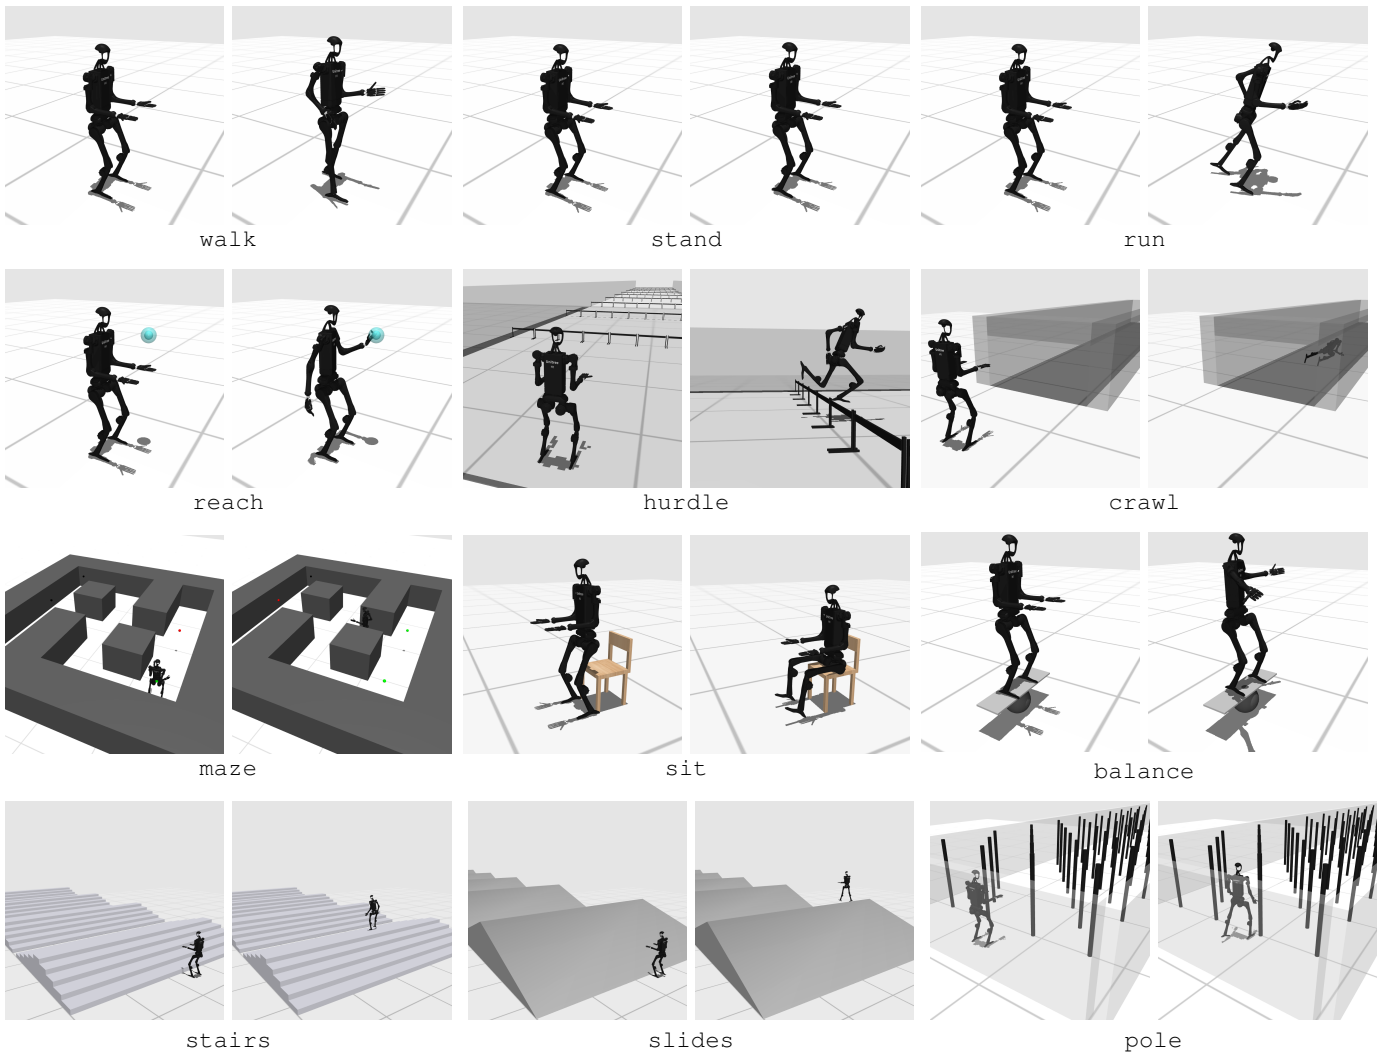 walk
stand
run
reach
hurdle
crawl
maze
sit
balance
stairs
slides
pole